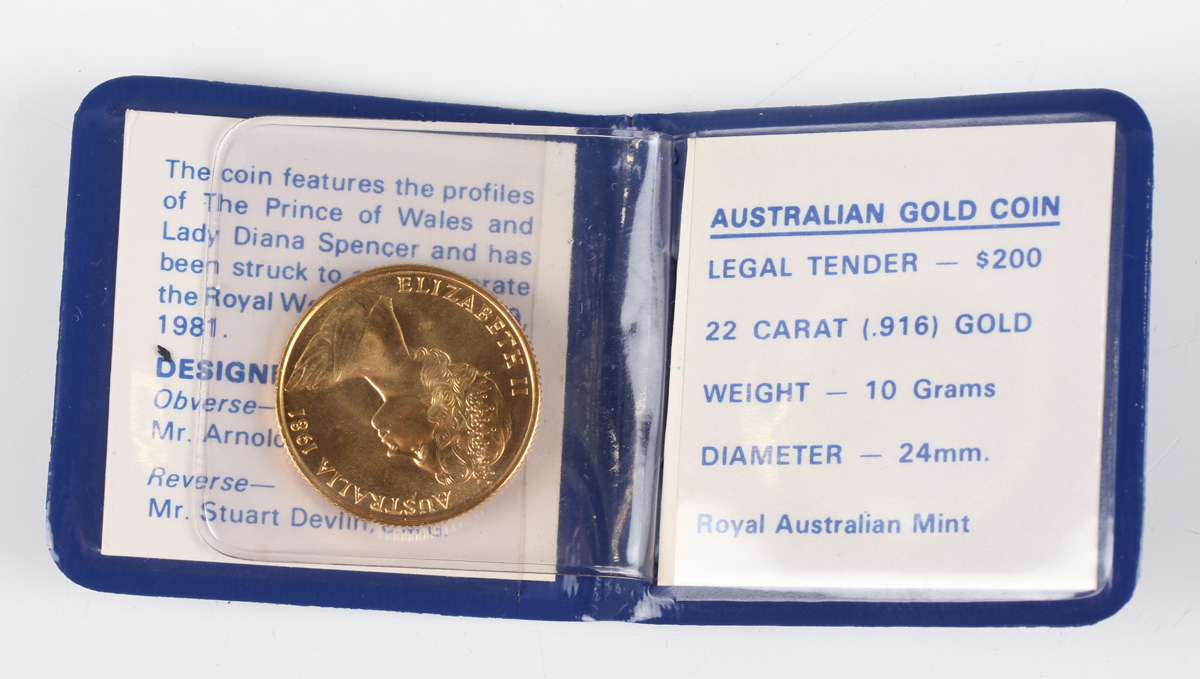 The coin features the profiles
of The Prince of Wales and
Lady Diana Spencer and has
been struck to
the Royal
1981.
Obverse—
Mr.
Reverse—
Mr. Stuart Devlin, C.M.G.
ELIZABETH II
AUSTRALIA 1981
AUSTRALIAN GOLD COIN
LEGAL TENDER — $200
22 CARAT (.916) GOLD
WEIGHT — 10 Grams
DIAMETER — 24mm.
Royal Australian Mint